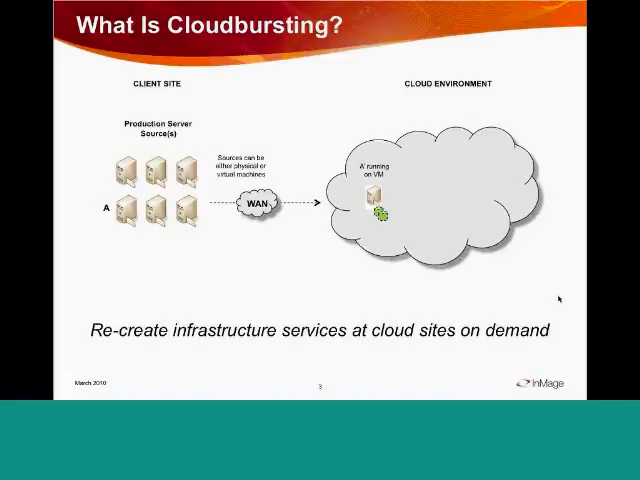 What Is Cloudbursting?
CLIENT SITE
CLOUD ENVIRONMENT
Production Server
Source(s)
Sources can be
either physical or
virtual machines
A' running
on VM
A
WAN
Re-create infrastructure services at cloud sites on demand
March 2010
3
InMage